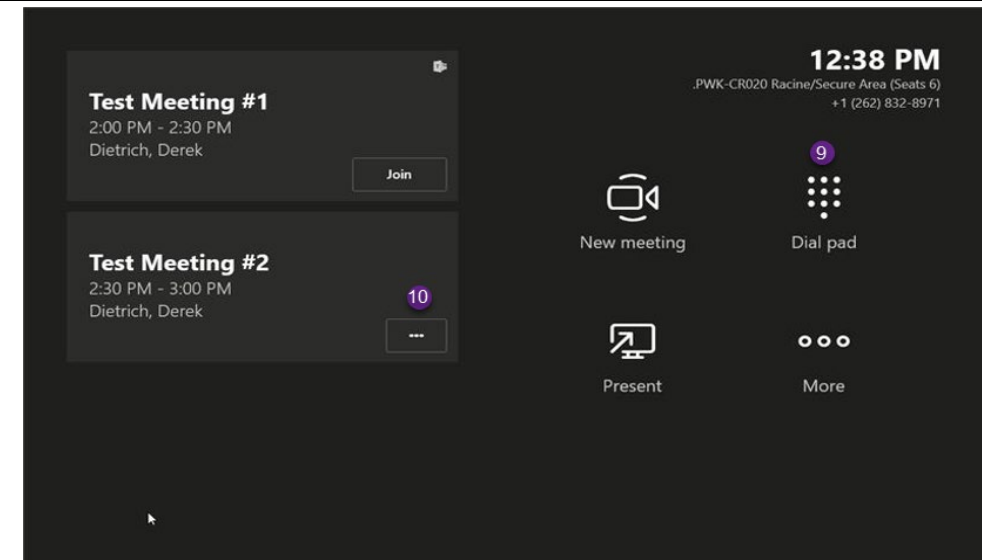 Test Meeting #1
2:00 PM - 2:30 PM
Dietrich, Derek
Join
Test Meeting #2
2:30 PM - 3:00 PM
Dietrich, Derek
10
...
12:38 PM
.PWK-CR020 Racine/Secure Area (Seats 6)
+1 (262) 832-8971
9
New meeting
Dial pad
Present
More